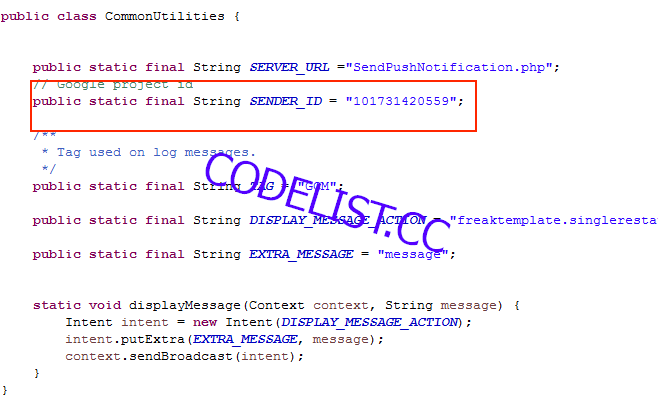 public class CommonUtilities {
public static final String SERVER_URL ="SendPushNotification.php";
// Google project id
public static final String SENDER_ID = "101731420559";
/**
* Tag used on log messages.
*/
public static final String TAG = "GCM";
public static final String DISPLAY_MESSAGE_ACTION = "freaktemplate.singleresta
public static final String EXTRA_MESSAGE = "message";
static void displayMessage(Context context, String message) {
Intent intent = new Intent(DISPLAY_MESSAGE_ACTION);
intent.putExtra(EXTRA_MESSAGE, message);
context.sendBroadcast(intent);
}
}
CODELIST.CC